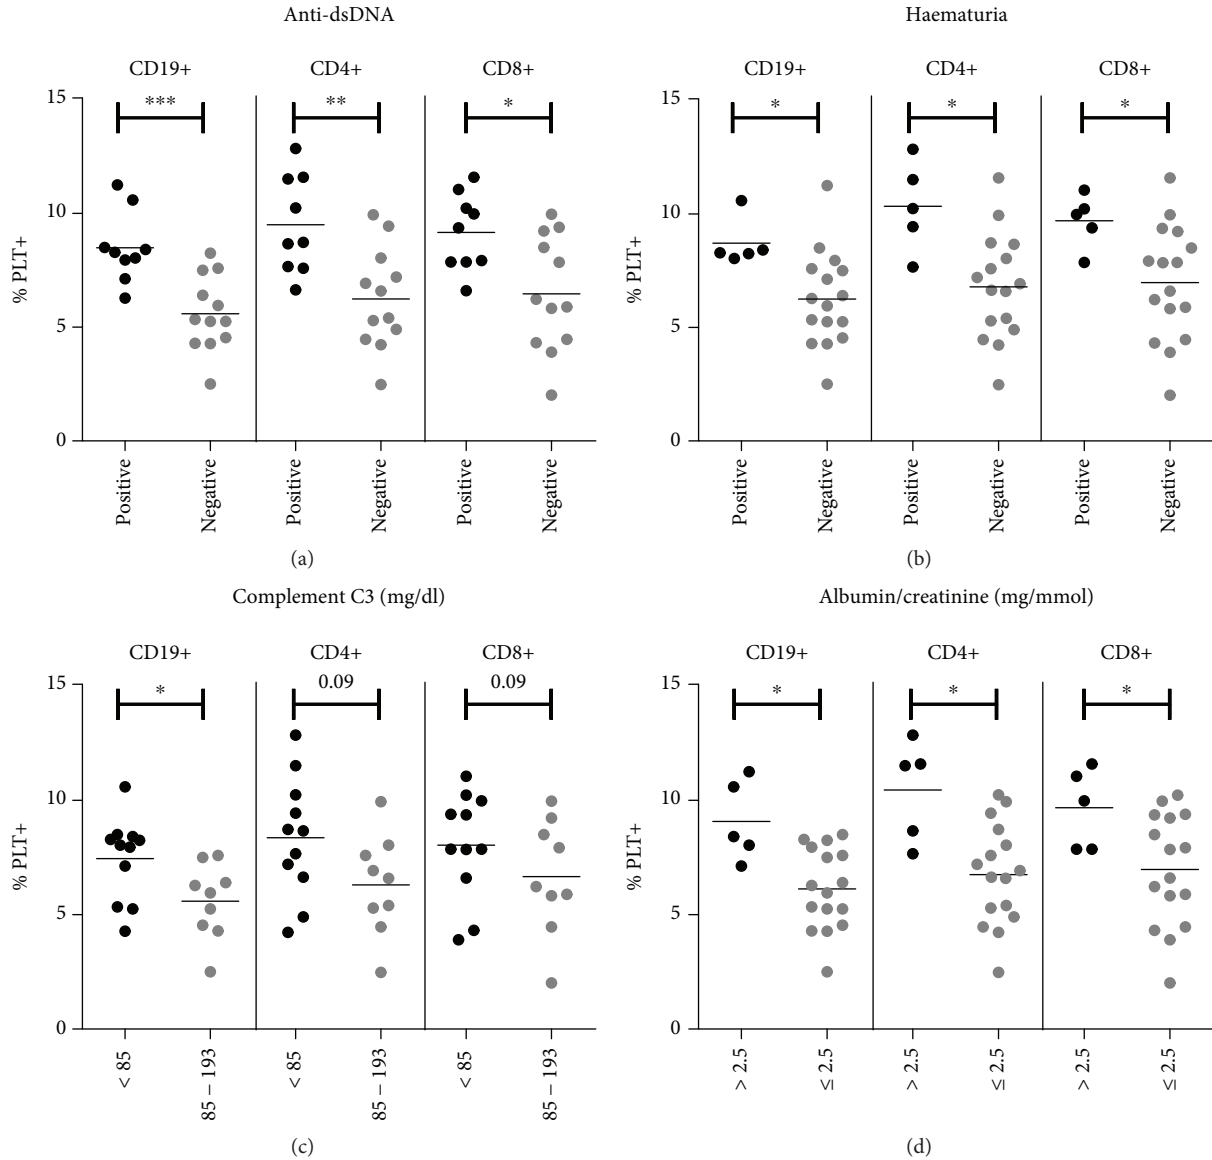 Anti-dsDNA
CD19+ CD4+ CD8+
*** ** *
% PLT+
15
10
5
0
Positive Negative Positive Negative Positive Negative
(a)
Haematuria
CD19+ CD4+ CD8+
* * *
% PLT+
15
10
5
0
Positive Negative Positive Negative Positive Negative
(b)
Complement C3 (mg/dl)
CD19+ CD4+ CD8+
* 0.09 0.09
% PLT+
15
10
5
0
< 85 85 – 193 < 85 85 – 193 < 85 85 – 193
(c)
Albumin/creatinine (mg/mmol)
CD19+ CD4+ CD8+
* * *
% PLT+
15
10
5
0
> 2.5 ≤ 2.5 > 2.5 ≤ 2.5 > 2.5 ≤ 2.5
(d)